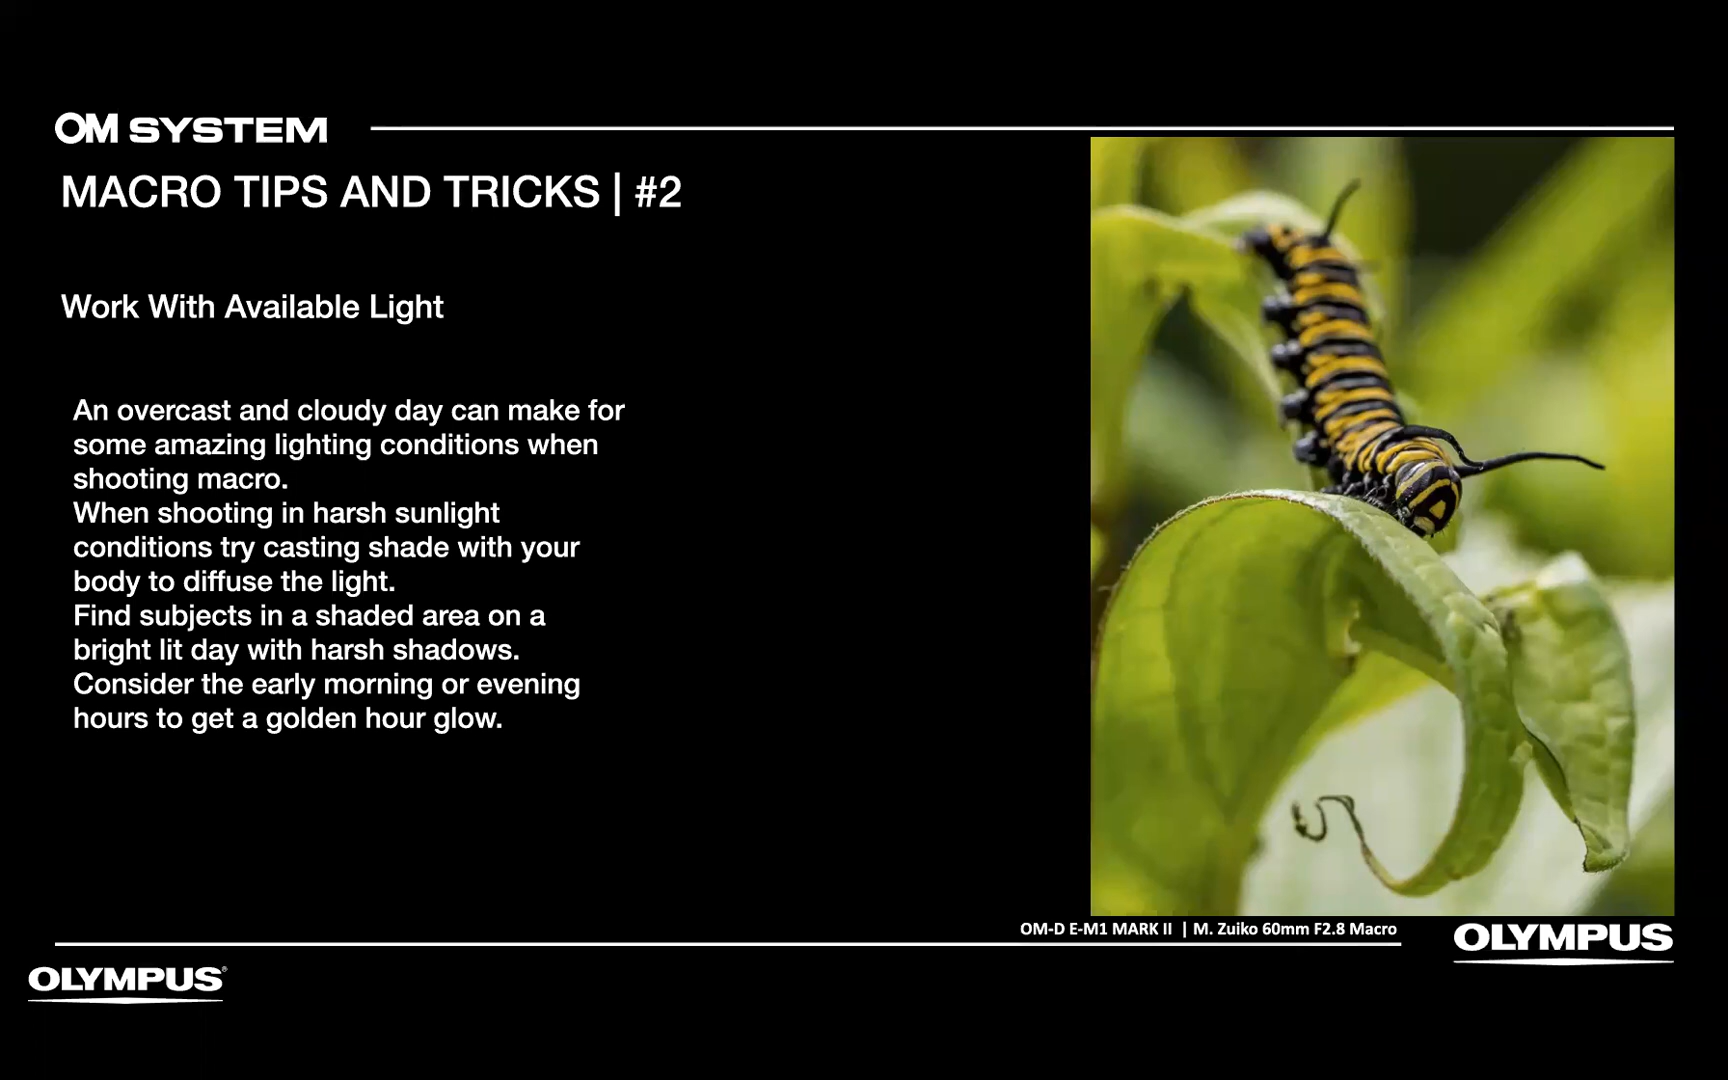 OM SYSTEM
MACRO TIPS AND TRICKS | #2
Work With Available Light
An overcast and cloudy day can make for
some amazing lighting conditions when
shooting macro.
When shooting in harsh sunlight
conditions try casting shade with your
body to diffuse the light.
Find subjects in a shaded area on a
bright lit day with harsh shadows.
Consider the early morning or evening
hours to get a golden hour glow.
OM-D E-M1 MARK II | M. Zuiko 60mm F2.8 Macro
OLYMPUS
OLYMPUS®